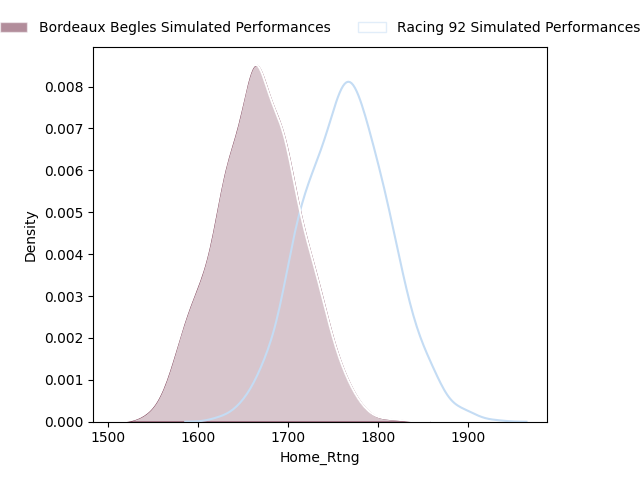 Bordeaux Begles Simulated Performances
Racing 92 Simulated Performances
0.008
0.007
0.006
0.005
0.004
0.003
0.002
0.001
0.000
Density
1500 1600 1700 1800 1900
Home_Rtng